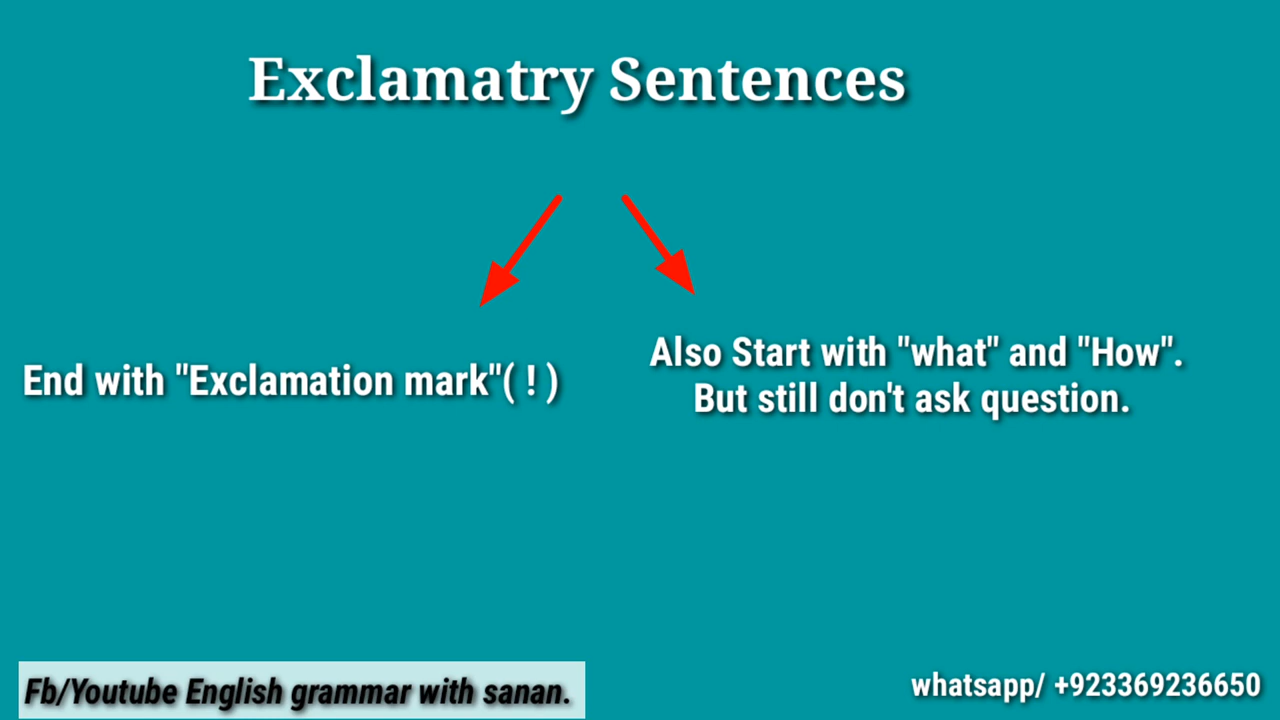 Exclamatry Sentences
End with "Exclamation mark"( ! )
Also Start with "what" and "How".
But still don't ask question.
Fb/Youtube English grammar with sanan.
whatsapp/ +923369236650